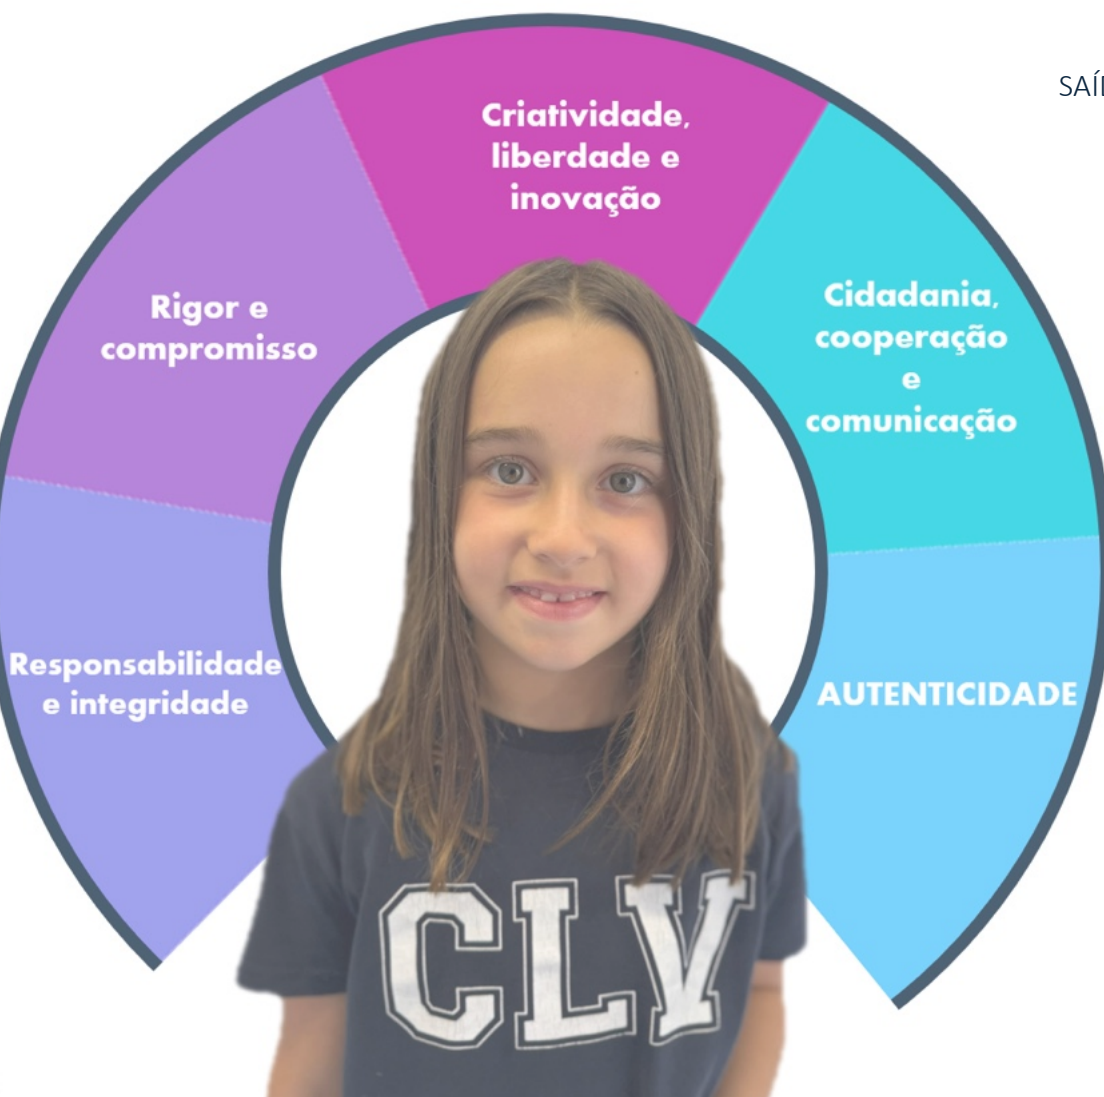 Criatividade,
liberdade e
inovação
Rigor e
compromisso
Cidadania,
cooperação
e
comunicação
Responsabilidade
e integridade
AUTENTICIDADE
CLV